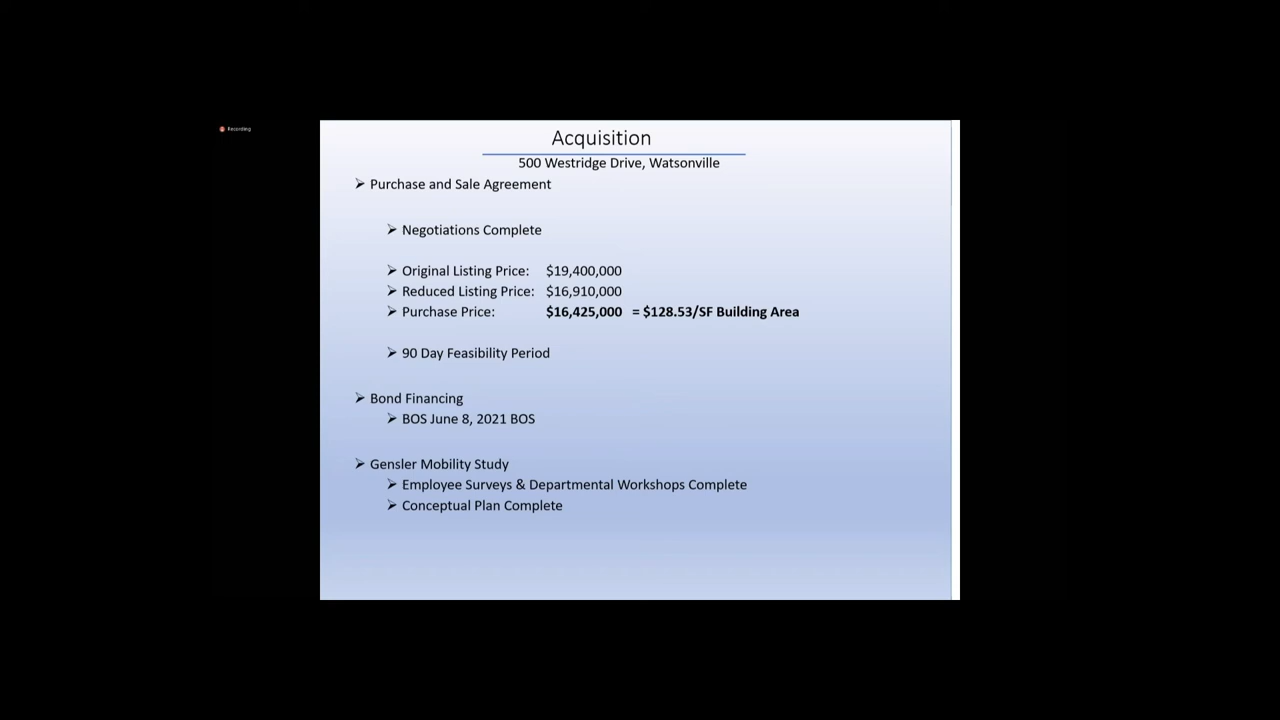 Recording
Acquisition
500 Westridge Drive, Watsonville
➢ Purchase and Sale Agreement
➢ Negotiations Complete
➢ Original Listing Price: $19,400,000
➢ Reduced Listing Price: $16,910,000
➢ Purchase Price: $16,425,000 = $128.53/SF Building Area
➢ 90 Day Feasibility Period
➢ Bond Financing
➢ BOS June 8, 2021 BOS
➢ Gensler Mobility Study
➢ Employee Surveys & Departmental Workshops Complete
➢ Conceptual Plan Complete